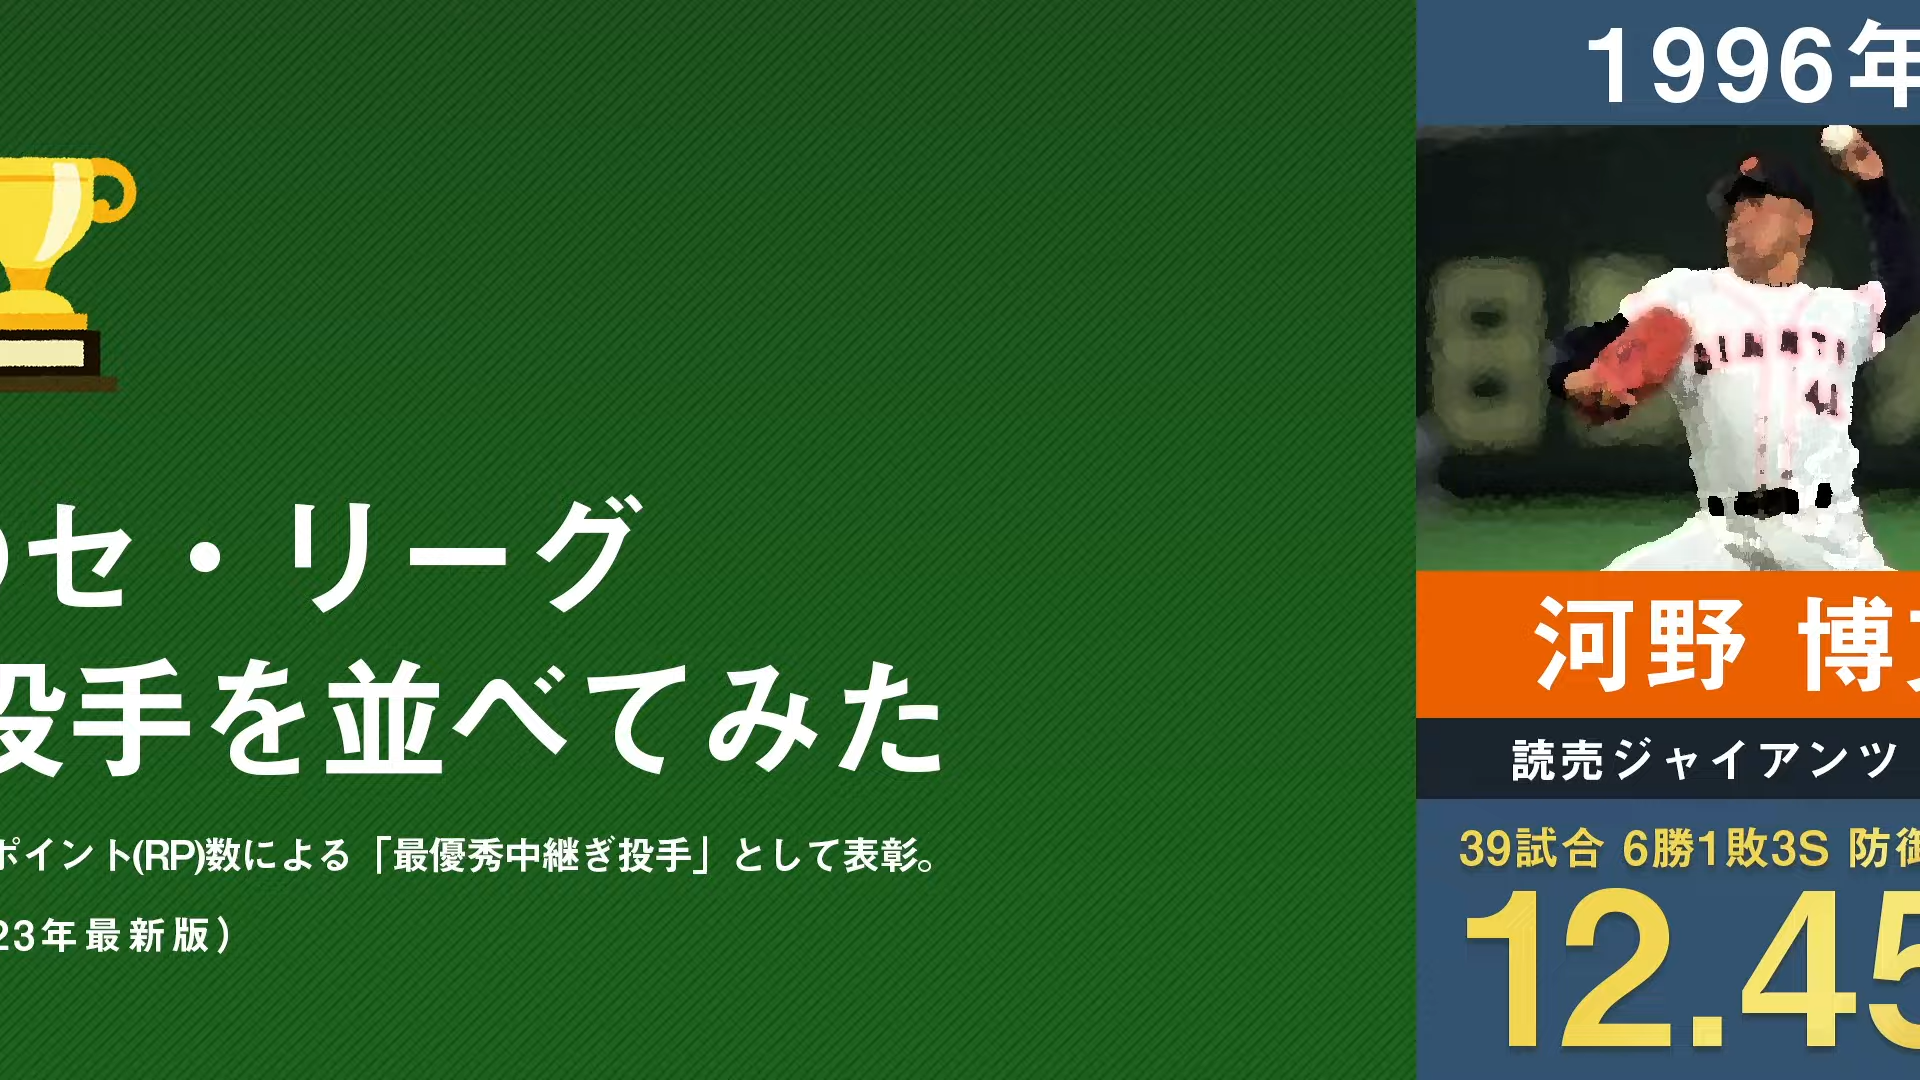 セ・リーグ
投手を並べてみた
ポイント(RP)数による「最優秀中継ぎ投手」として表彰。
23年最新版）
1996年
河野 博
読売ジャイアンツ
39試合 6勝1敗3S 防御
12.45